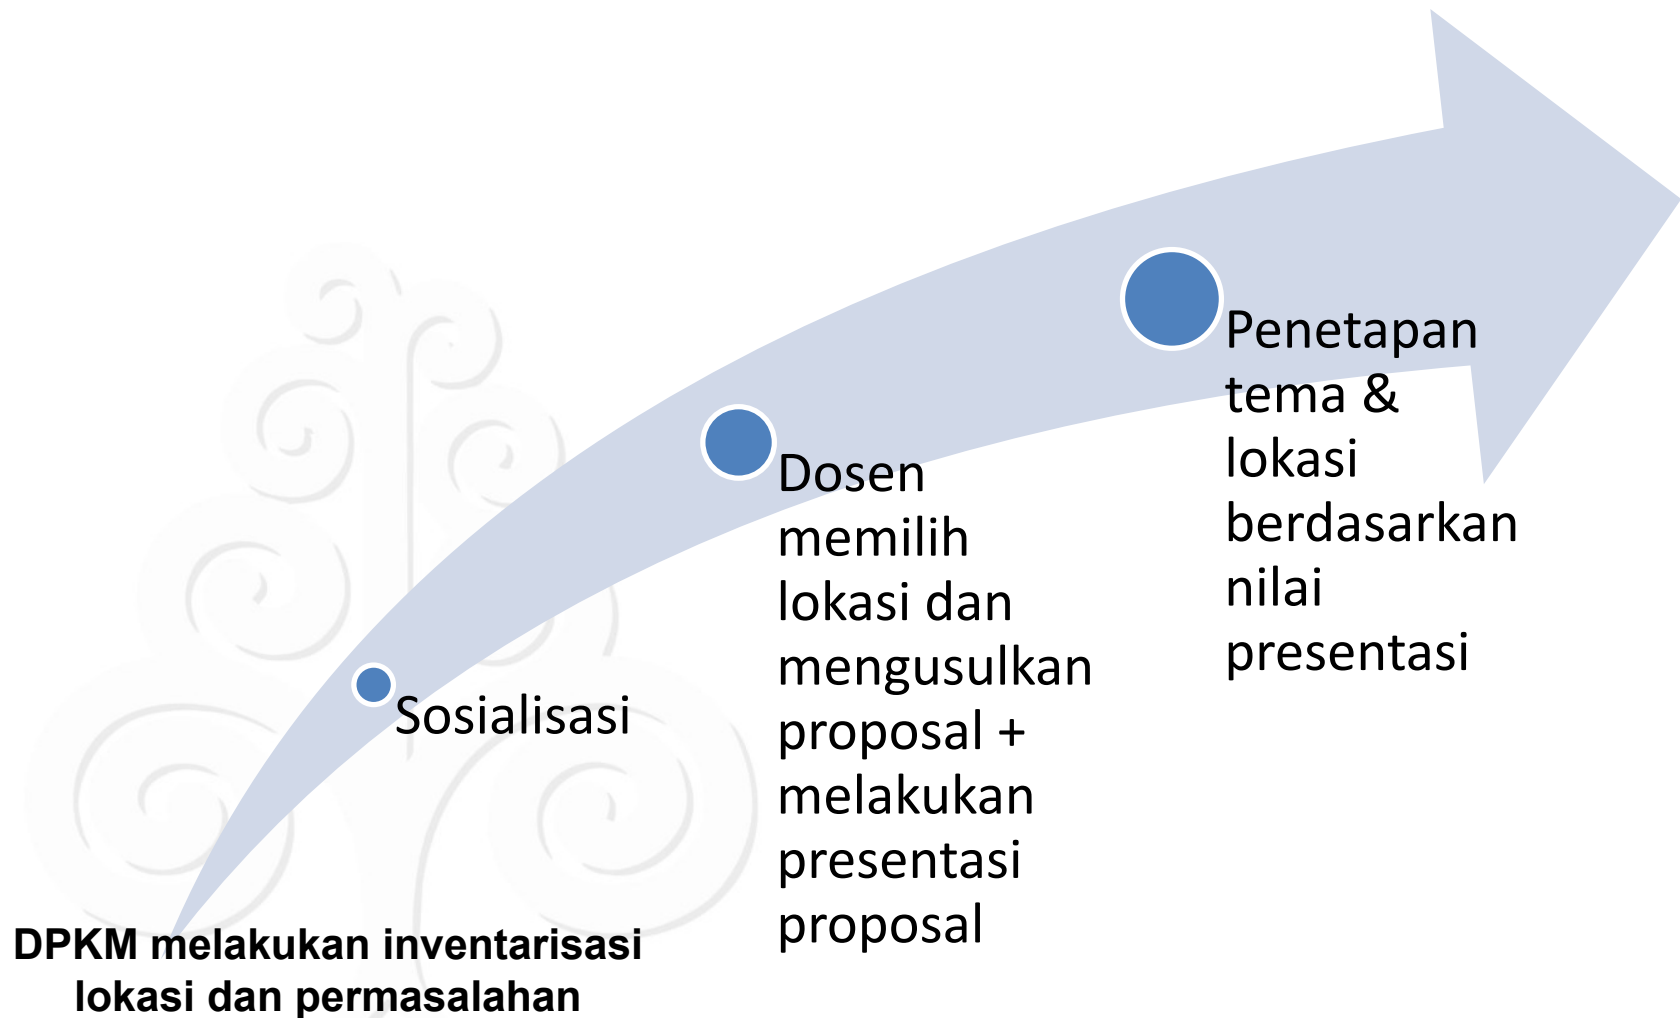 DPKM melakukan inventarisasi
lokasi dan permasalahan
Sosialisasi
Dosen
memilih
lokasi dan
mengusulkan
proposal +
melakukan
presentasi
proposal
Penetapan
tema &
lokasi
berdasarkan
nilai
presentasi